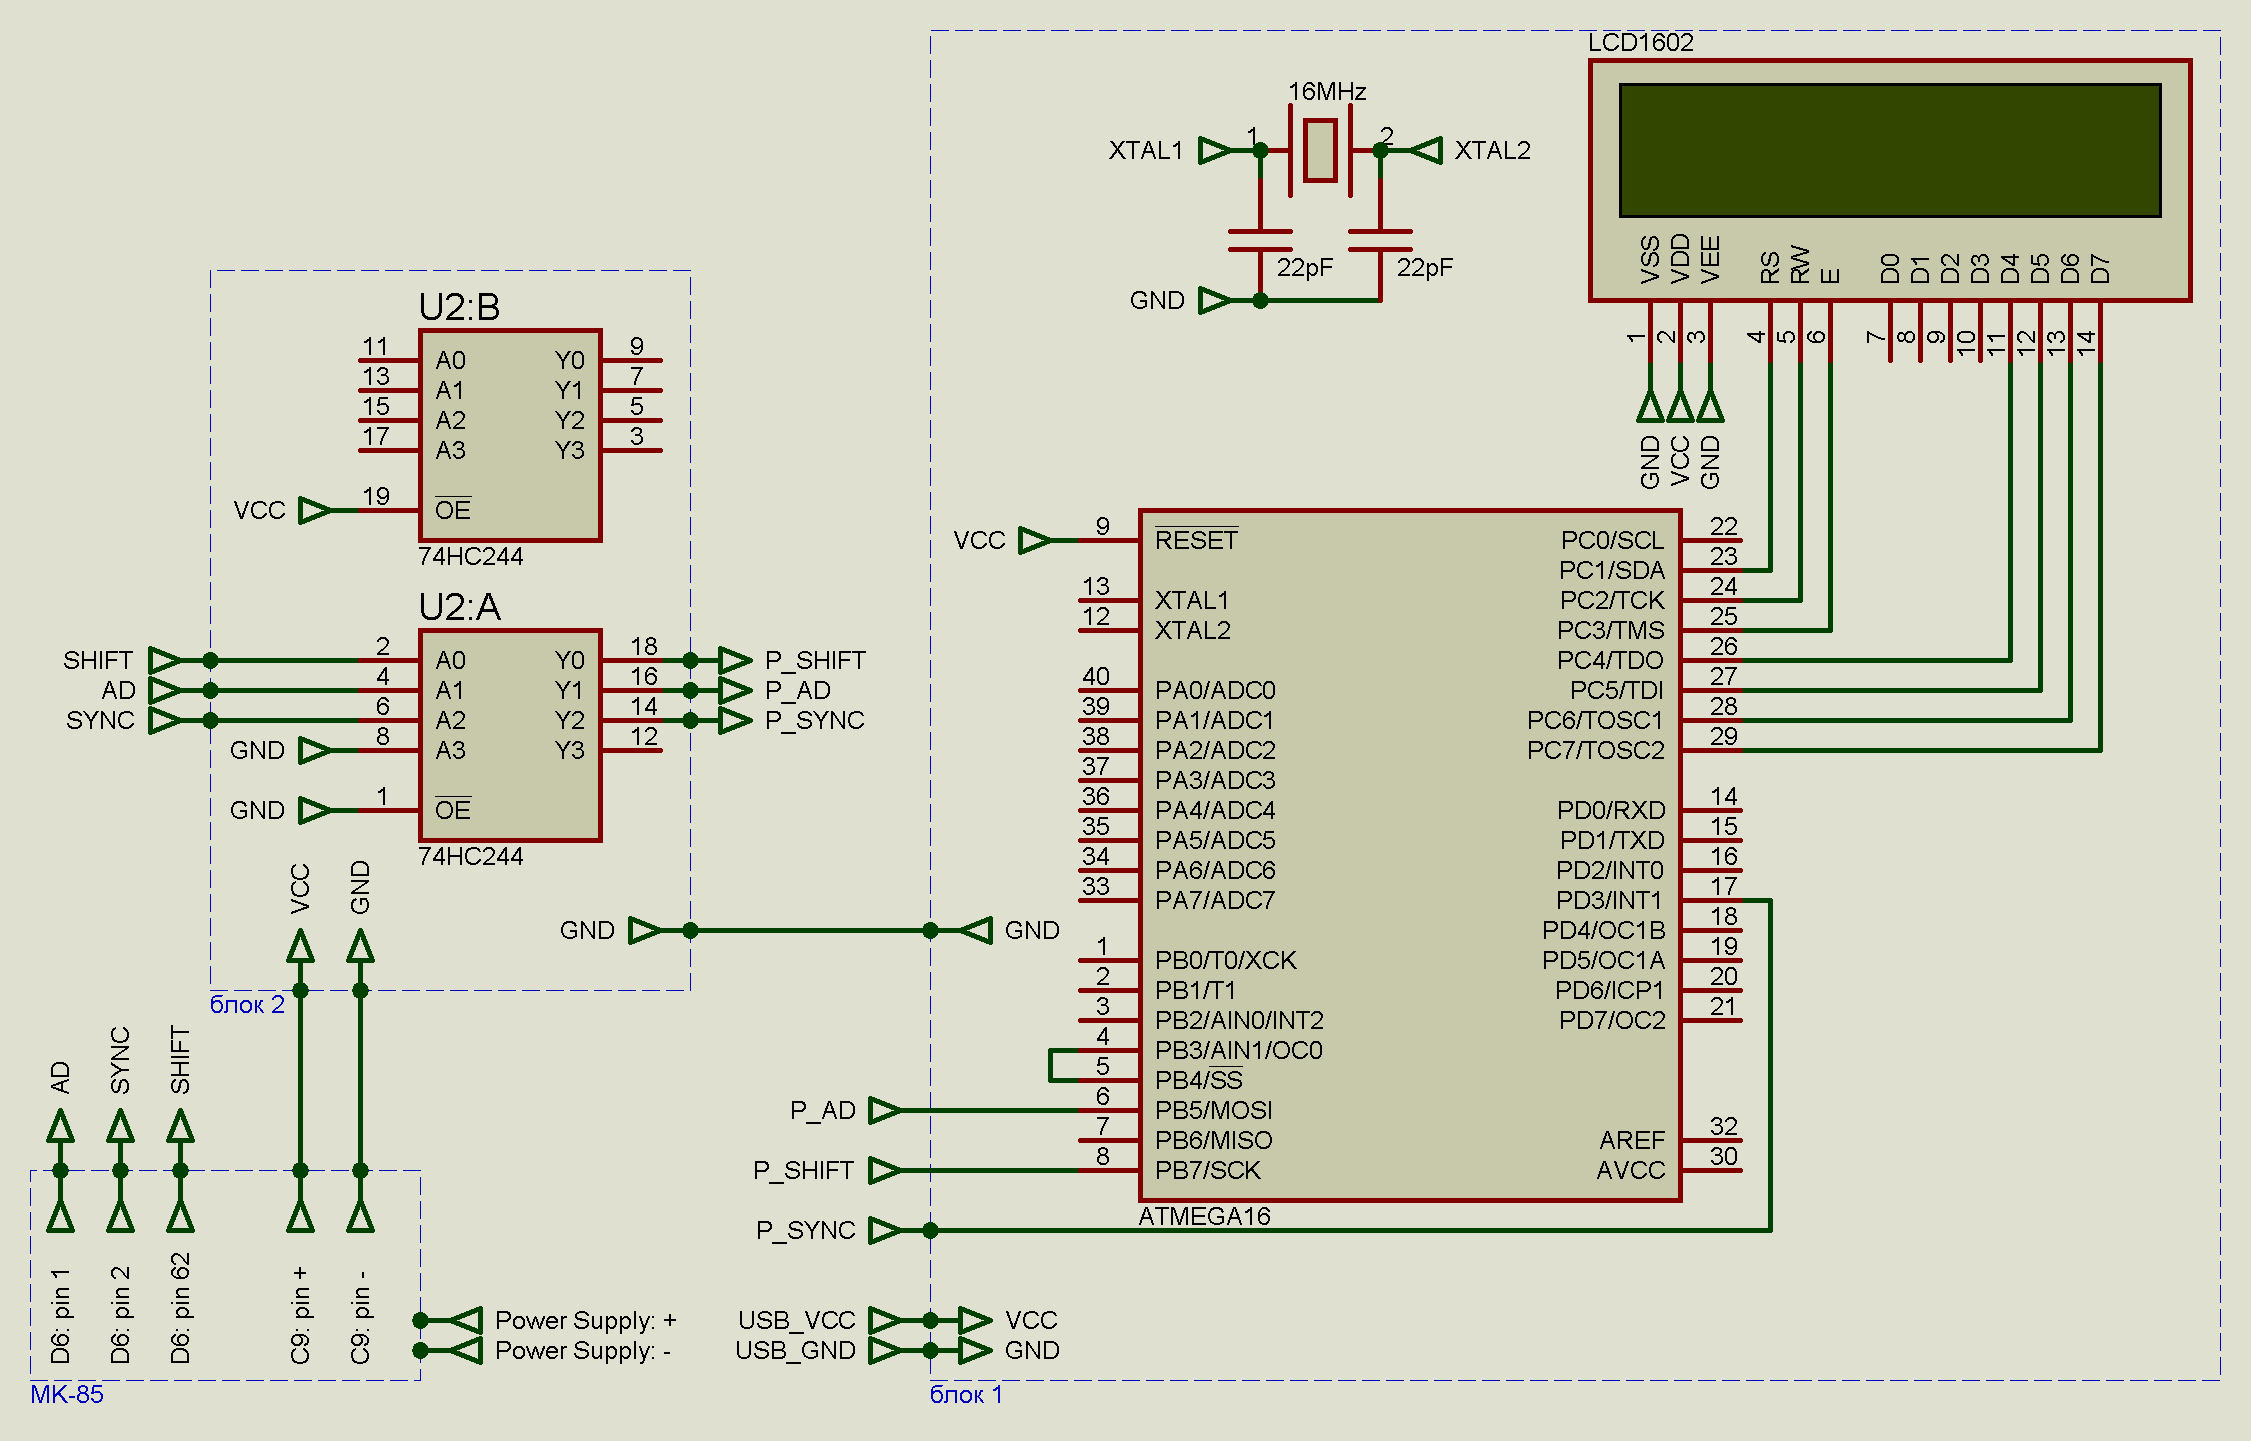 LCD1602
16MHz
XTAL1
1
2
XTAL2
22pF
22pF
GND
VSS
VDD
VEE
RS
RW
E
D0
D1
D2
D3
D4
D5
D6
D7
1
2
3
4
5
6
7
8
9
10
11
12
13
14
GND
VCC
GND
U2:B
11 A0 Y0 9
13 A1 Y1 7
15 A2 Y2 5
17 A3 Y3 3
VCC 19 OE
74HC244
U2:A
SHIFT 2 A0 Y0 18 P_SHIFT
AD 4 A1 Y1 16 P_AD
SYNC 6 A2 Y2 14 P_SYNC
GND 8 A3 Y3 12
GND 1 OE
74HC244
VCC
GND
GND
GND
блок 2
VCC 9 RESET
13 XTAL1
12 XTAL2
40 PA0/ADC0
39 PA1/ADC1
38 PA2/ADC2
37 PA3/ADC3
36 PA4/ADC4
35 PA5/ADC5
34 PA6/ADC6
33 PA7/ADC7
1 PB0/T0/XCK
2 PB1/T1
3 PB2/AIN0/INT2
4 PB3/AIN1/OC0
5 PB4/SS
P_AD 6 PB5/MOSI
7 PB6/MISO
P_SHIFT 8 PB7/SCK
PC0/SCL 22
PC1/SDA 23
PC2/TCK 24
PC3/TMS 25
PC4/TDO 26
PC5/TDI 27
PC6/TOSC1 28
PC7/TOSC2 29
PD0/RXD 14
PD1/TXD 15
PD2/INT0 16
PD3/INT1 17
PD4/OC1B 18
PD5/OC1A 19
PD6/ICP1 20
PD7/OC2 21
AREF 32
AVCC 30
ATMEGA16
P_SYNC
USB_VCC VCC
USB_GND GND
блок 1
AD
SYNC
SHIFT
D6: pin 1
D6: pin 2
D6: pin 62
C9: pin +
C9: pin -
Power Supply: +
Power Supply: -
MK-85